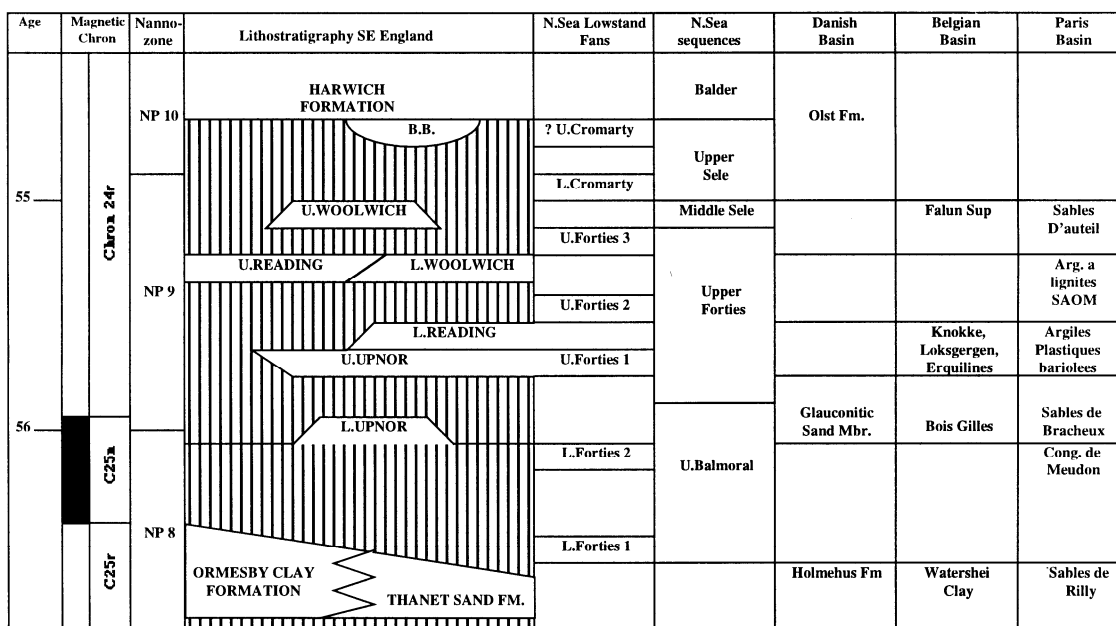 Age
Magnetic
Chron
Nanno-
zone
Lithostratigraphy SE England
N.Sea Lowstand
Fans
N.Sea
sequences
Danish
Basin
Belgian
Basin
Paris
Basin
HARWICH
FORMATION
Balder
NP 10
B.B.
? U.Cromarty
Olst Fm.
Upper
Sele
L.Cromarty
55
Chron 24r
U.WOOLWICH
Middle Sele
Falun Sup
Sables
D'auteil
U.Forties 3
U.READING
L.WOOLWICH
Arg. a
lignites
SAOM
NP 9
Upper
Forties
U.Forties 2
L.READING
Knokke,
Loksgergen,
Erquilines
Argiles
Plastiques
bariolees
U.UPNOR
U.Forties 1
56
L.UPNOR
Glauconitic
Sand Mbr.
Bois Gilles
Sables de
Bracheux
C25n
L.Forties 2
U.Balmoral
Cong. de
Meudon
NP 8
L.Forties 1
C25r
ORMESBY CLAY
FORMATION
THANET SAND FM.
Holmehus Fm
Watershei
Clay
Sables de
Rilly